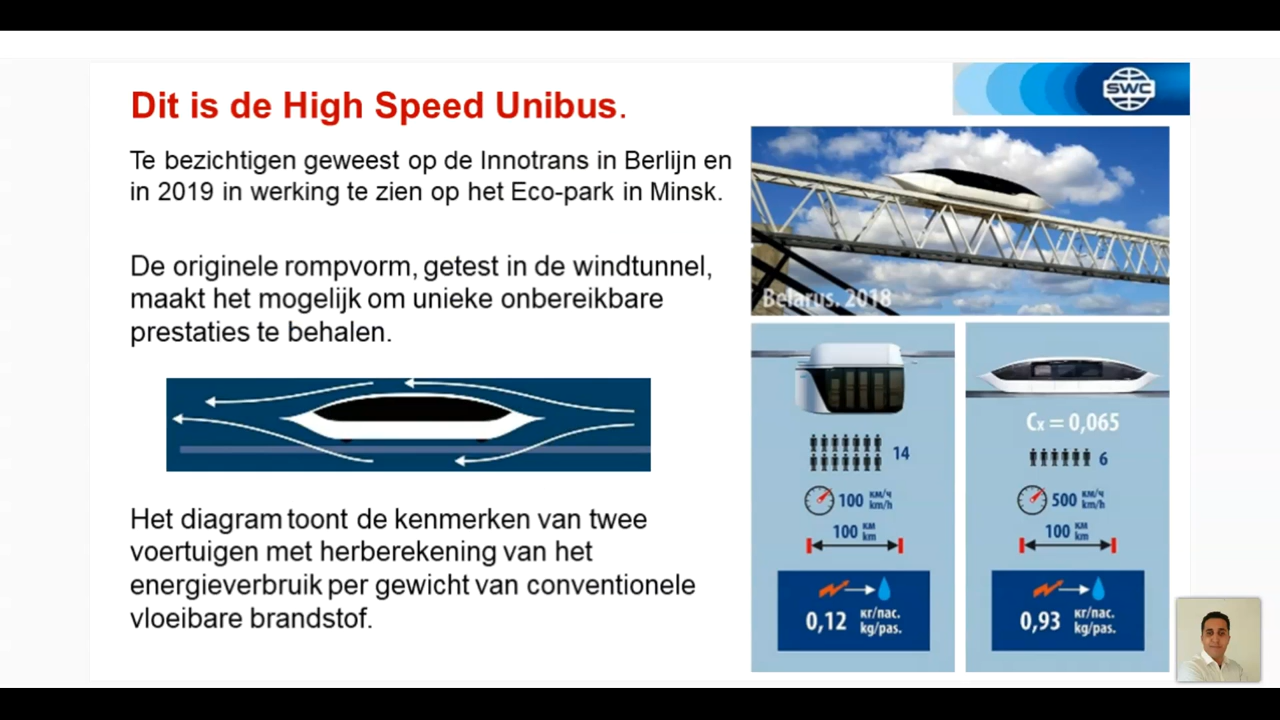 Dit is de High Speed Unibus.
SWC
Te bezichtigen geweest op de Innotrans in Berlijn en
in 2019 in werking te zien op het Eco-park in Minsk.
De originele rompvorm, getest in de windtunnel,
maakt het mogelijk om unieke onbereikbare
prestaties te behalen.
Het diagram toont de kenmerken van twee
voertuigen met herberekening van het
energieverbruik per gewicht van conventionele
vloeibare brandstof.
Belarus. 2018
14
100 км/ч km/h
100 км km
0,12 кг/пас. kg/pas.
Cx = 0,065
6
500 км/ч km/h
100 км km
0,93 кг/пас. kg/pas.